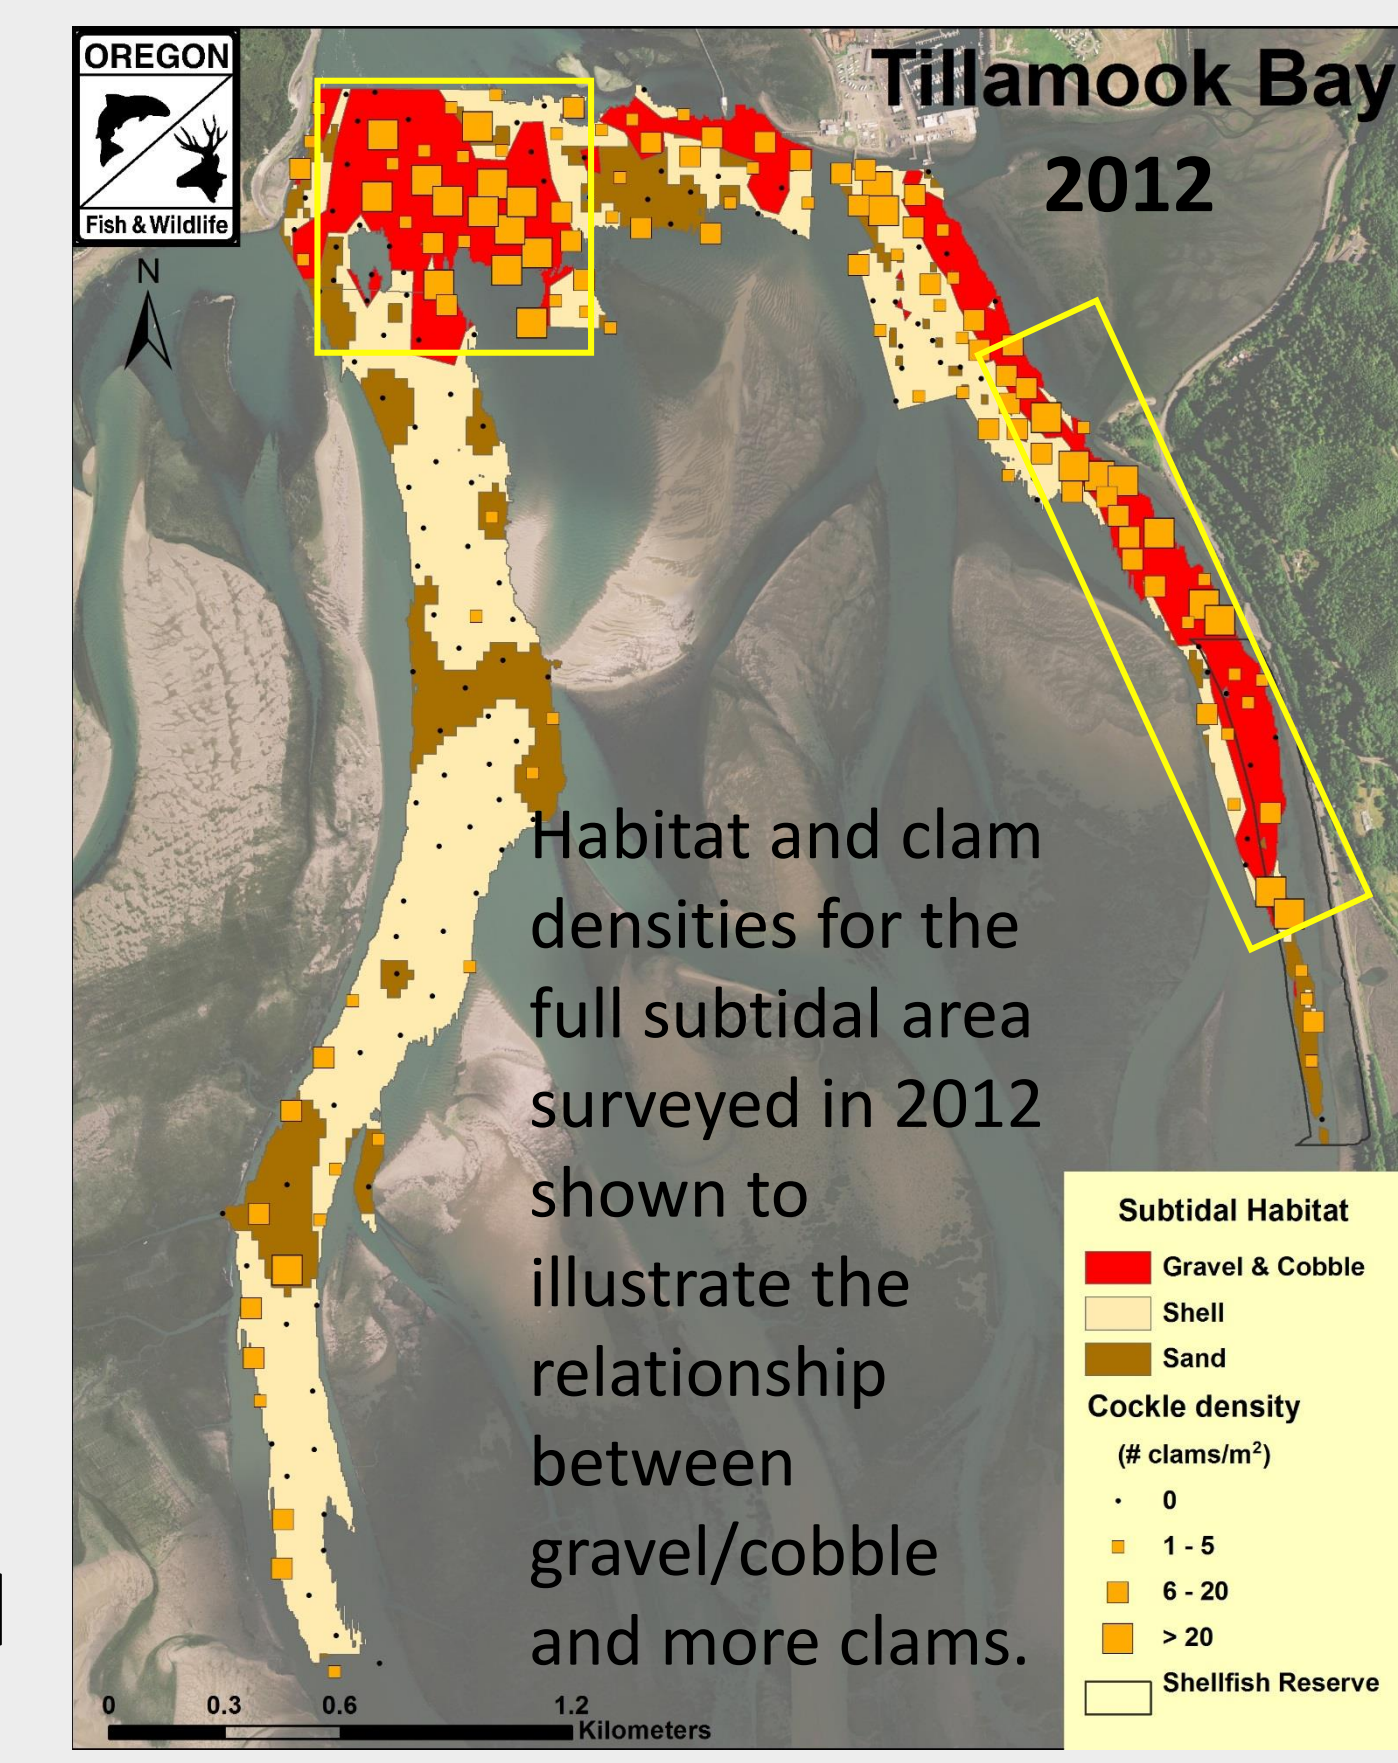 OREGON
Fish & Wildlife
N
Tillamook Bay
2012
Habitat and clam
densities for the
full subtidal area
surveyed in 2012
shown to
illustrate the
relationship
between
gravel/cobble
and more clams.
Subtidal Habitat
Gravel & Cobble
Shell
Sand
Cockle density
(# clams/m²)
0
1 - 5
6 - 20
> 20
Shellfish Reserve
0 0.3 0.6 1.2
Kilometers